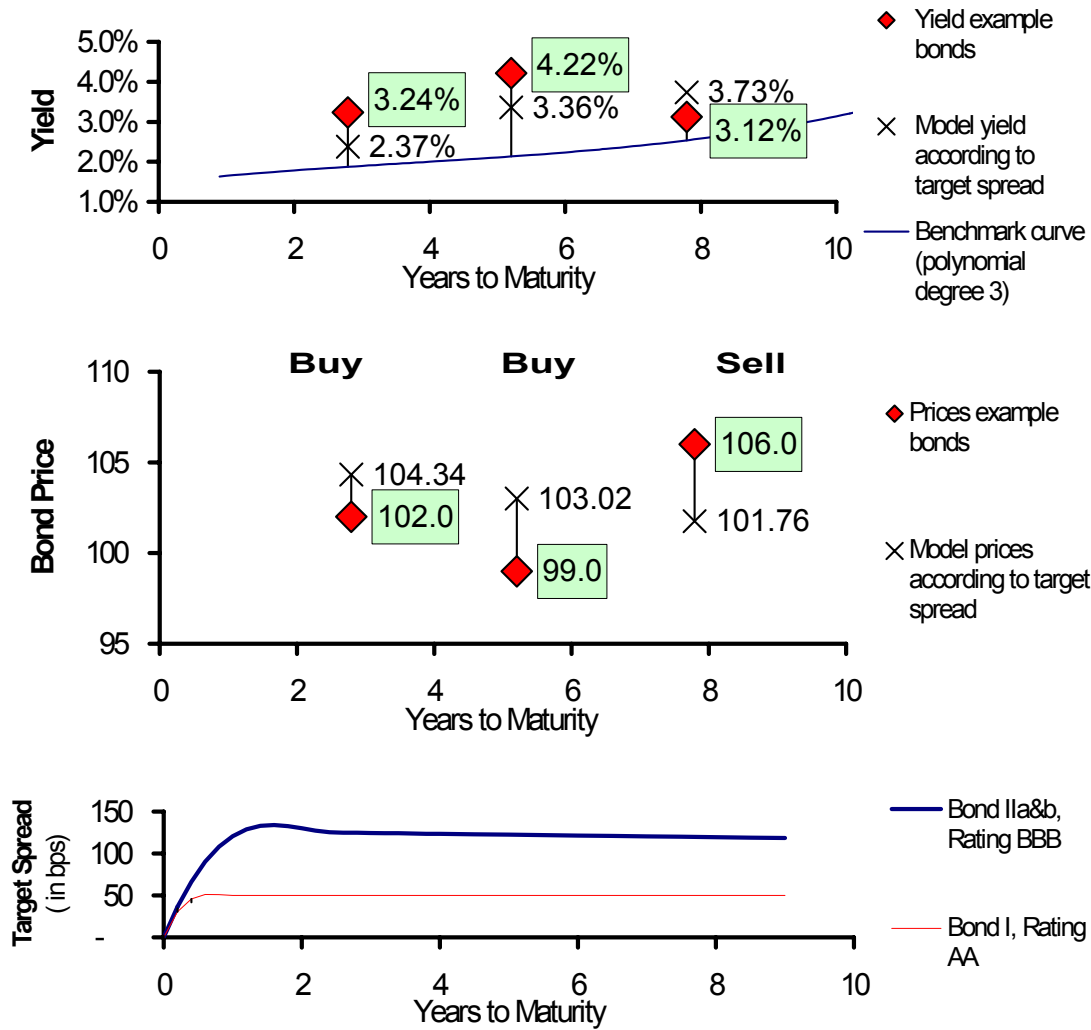 Yield example
bonds
Model yield
according to
target spread
Benchmark curve
(polynomial
degree 3)
Yield
5.0%
4.0%
3.0%
2.0%
1.0%
3.24%
2.37%
4.22%
3.36%
3.73%
3.12%
0 2 4 6 8 10
Years to Maturity
Buy Buy Sell
Bond Price
110
105
100
95
104.34
102.0
103.02
99.0
106.0
101.76
0 2 4 6 8 10
Years to Maturity
Prices example
bonds
Model prices
according to target
spread
Target Spread
( in bps)
150
100
50
-
0 2 4 6 8 10
Years to Maturity
Bond IIa&b,
Rating BBB
Bond I, Rating
AA